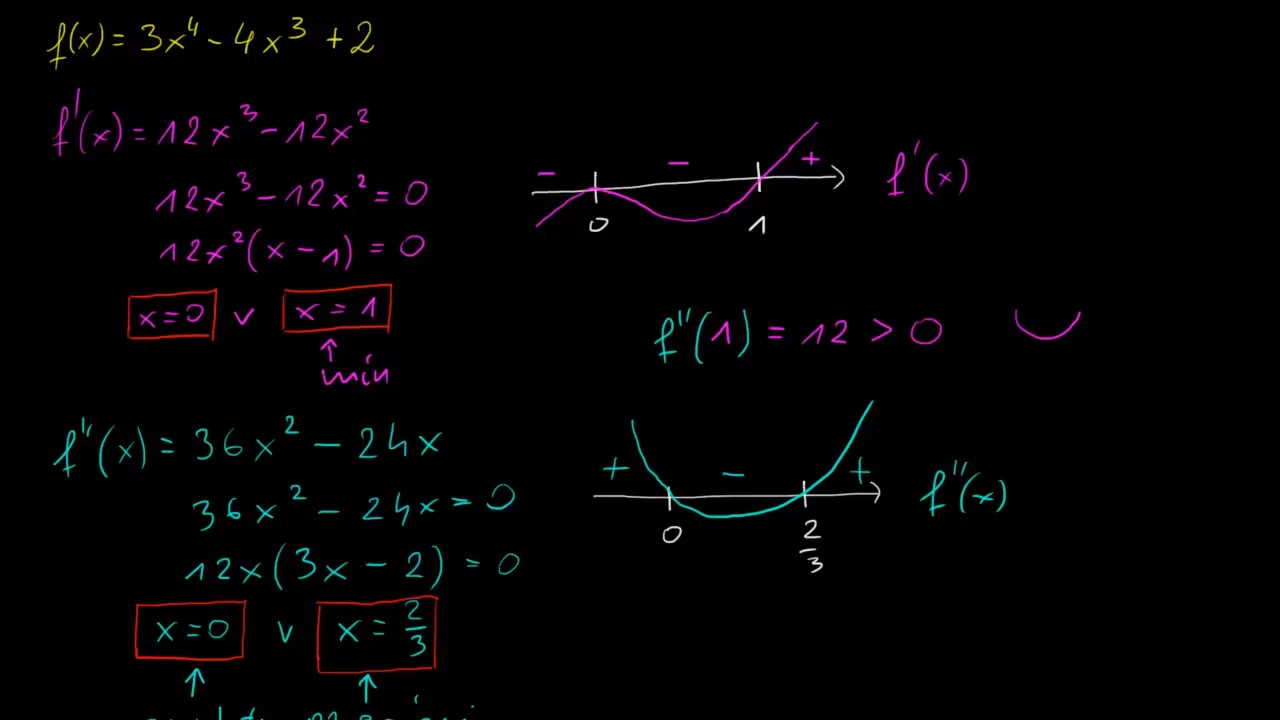 f(x) = 3x⁴ - 4x³ + 2
f'(x) = 12x³ - 12x²
12x³ - 12x² = 0
12x²(x - 1) = 0
x = 0 v x = 1
min
- - +
0 1
f'(x)
f''(1) = 12 > 0
f''(x) = 36x² - 24x
36x² - 24x = 0
12x(3x - 2) = 0
x = 0 v x = 2/3
+ - +
0 2/3
f''(x)